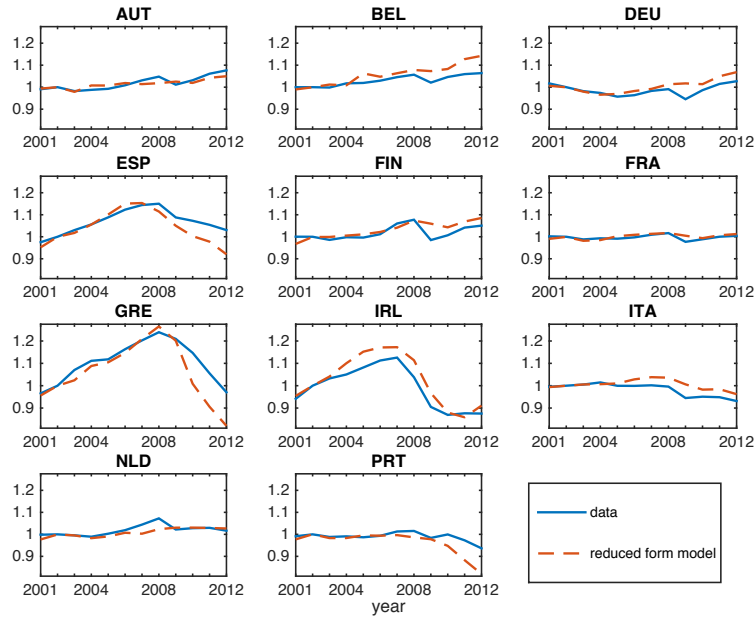 AUT BEL DEU
1.2 1.2 1.2
1.1 1.1 1.1
1 1 1
0.9 0.9 0.9
2001 2004 2008 2012 2001 2004 2008 2012 2001 2004 2008 2012
ESP FIN FRA
1.2 1.2 1.2
1.1 1.1 1.1
1 1 1
0.9 0.9 0.9
2001 2004 2008 2012 2001 2004 2008 2012 2001 2004 2008 2012
GRE IRL ITA
1.2 1.2 1.2
1.1 1.1 1.1
1 1 1
0.9 0.9 0.9
2001 2004 2008 2012 2001 2004 2008 2012 2001 2004 2008 2012
NLD PRT
1.2 1.2
1.1 1.1
1 1
0.9 0.9
2001 2004 2008 2012 2001 2004 2008 2012
year
data
reduced form model